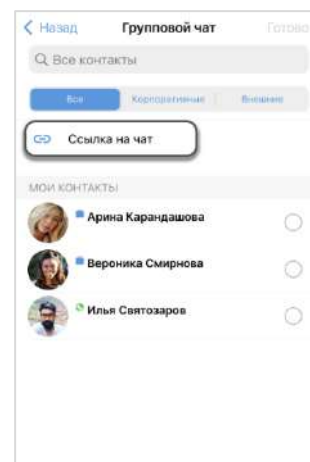 Назад Групповой чат Готово
Все контакты
Все Корпоративные Внешние
Ссылка на чат
МОИ КОНТАКТЫ
Арина Карандашова
Вероника Смирнова
Илья Святозаров